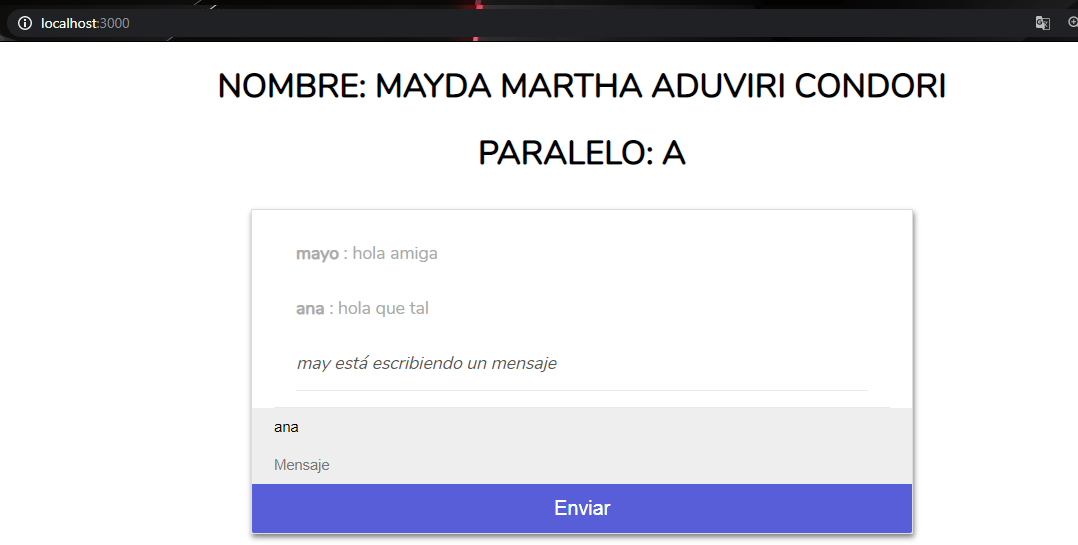 localhost:3000
NOMBRE: MAYDA MARTHA ADUVIRI CONDORI
PARALELO: A
mayo : hola amiga
ana : hola que tal
may está escribiendo un mensaje
ana
Mensaje
Enviar